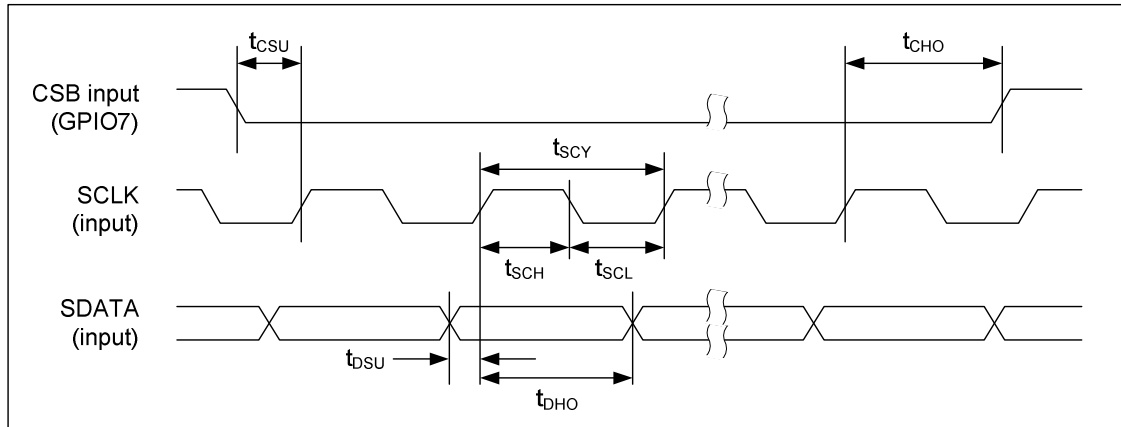 tCSU
tCHO
CSB input
(GPIO7)
tSCY
SCLK
(input)
tSCH
tSCL
SDATA
(input)
tDSU
tDHO